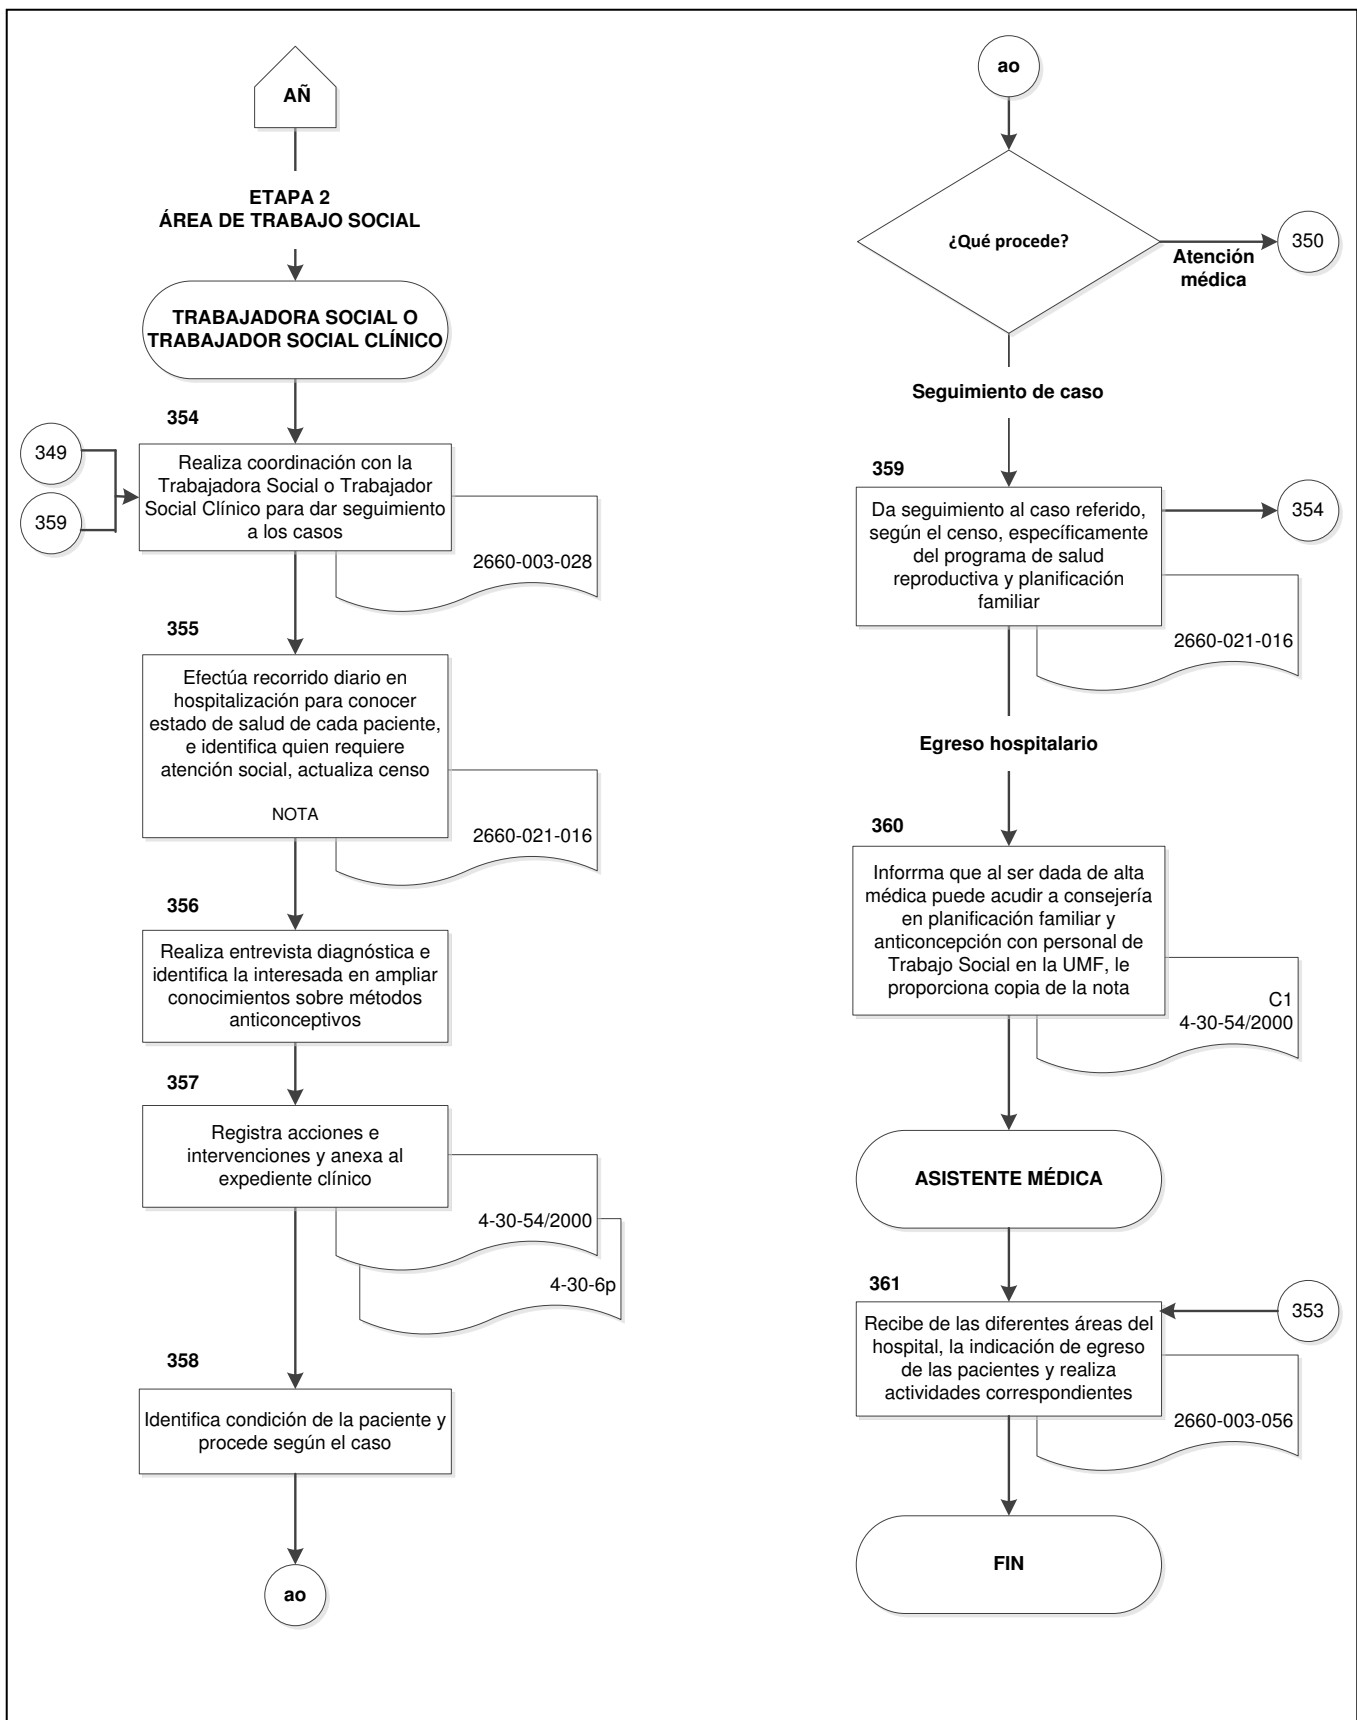 AÑ
ETAPA 2
ÁREA DE TRABAJO SOCIAL
TRABAJADORA SOCIAL O
TRABAJADOR SOCIAL CLÍNICO
354
349
359
Realiza coordinación con la
Trabajadora Social o Trabajador
Social Clínico para dar seguimiento
a los casos
2660-003-028
355
Efectúa recorrido diario en
hospitalización para conocer
estado de salud de cada paciente,
e identifica quien requiere
atención social, actualiza censo
NOTA
2660-021-016
356
Realiza entrevista diagnóstica e
identifica la interesada en ampliar
conocimientos sobre métodos
anticonceptivos
357
Registra acciones e
intervenciones y anexa al
expediente clínico
4-30-54/2000
4-30-6p
358
Identifica condición de la paciente y
procede según el caso
ao
ao
¿Qué procede?
350
Atención
médica
Seguimiento de caso
359
Da seguimiento al caso referido,
según el censo, específicamente
del programa de salud
reproductiva y planificación
familiar
354
2660-021-016
Egreso hospitalario
360
Inforrma que al ser dada de alta
médica puede acudir a consejería
en planificación familiar y
anticoncepción con personal de
Trabajo Social en la UMF, le
proporciona copia de la nota
C1
4-30-54/2000
ASISTENTE MÉDICA
361
353
Recibe de las diferentes áreas del
hospital, la indicación de egreso
de las pacientes y realiza
actividades correspondientes
2660-003-056
FIN